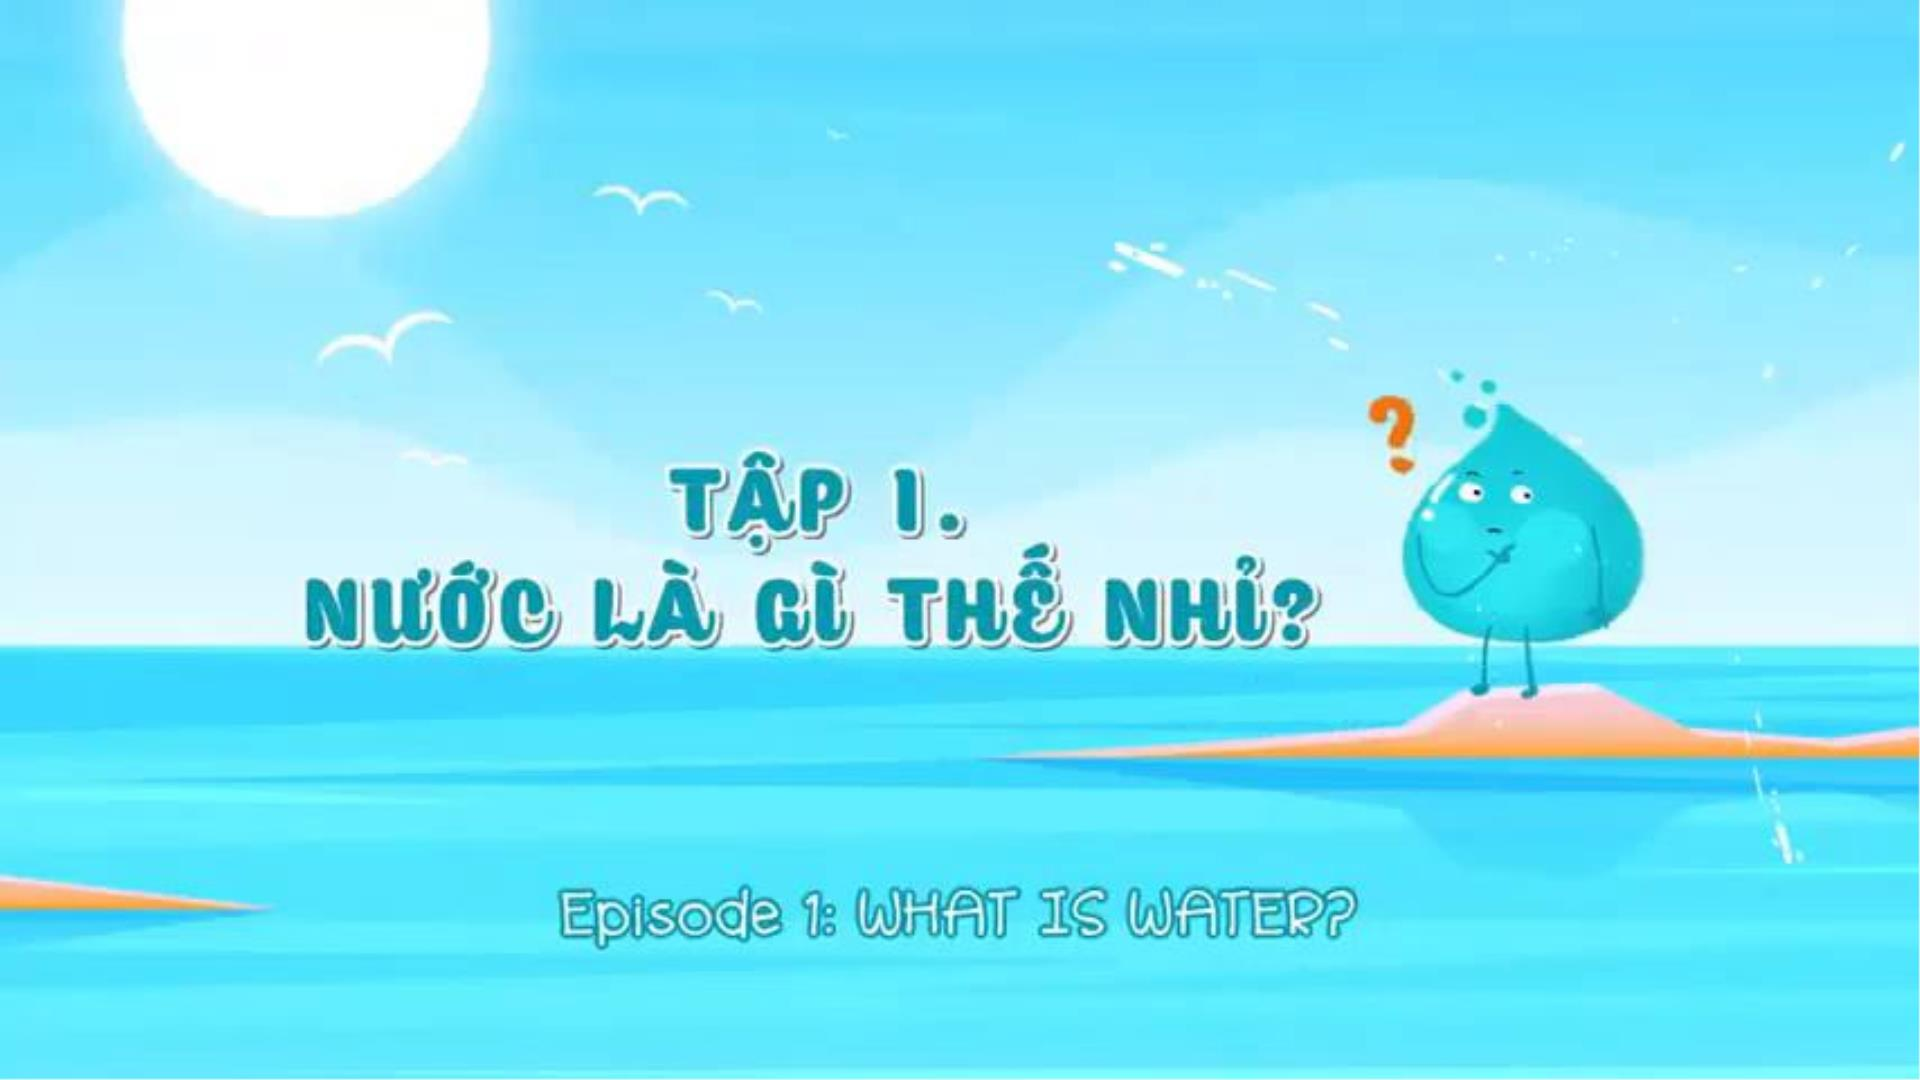 TẬP 1.
NƯỚC LÀ GÌ THẾ NHỈ?
?
Episode 1: WHAT IS WATER?